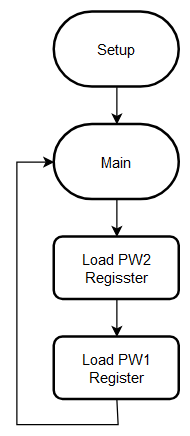 Setup
Main
Load PW2
Regisster
Load PW1
Register